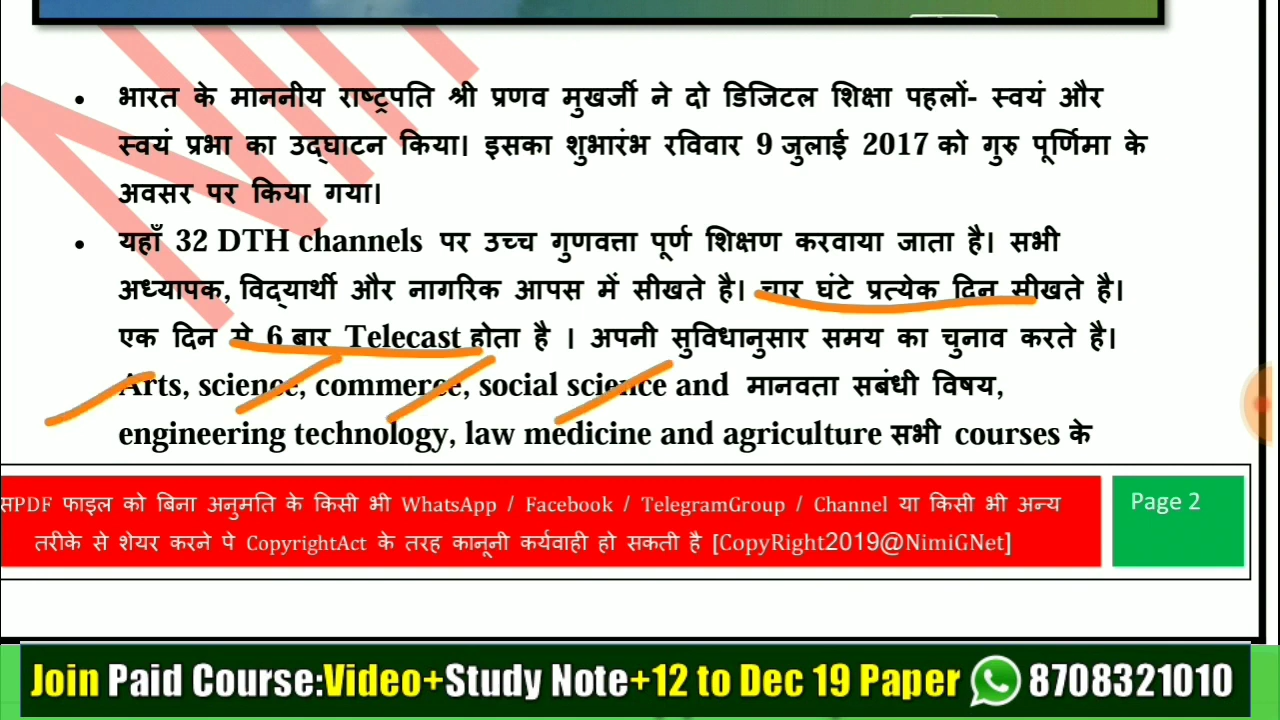 भारत के माननीय राष्ट्रपति श्री प्रणव मुखर्जी ने दो डिजिटल शिक्षा पहलों- स्वयं और
स्वयं प्रभा का उद्घाटन किया। इसका शुभारंभ रविवार 9 जुलाई 2017 को गुरु पूर्णिमा के
अवसर पर किया गया।
यहाँ 32 DTH channels पर उच्च गुणवत्ता पूर्ण शिक्षण करवाया जाता है। सभी
अध्यापक, विद्यार्थी और नागरिक आपस में सीखते है। चार घंटे प्रत्येक दिन सीखते है।
एक दिन मे 6 बार Telecast होता है । अपनी सुविधानुसार समय का चुनाव करते है।
Arts, science, commerce, social science and मानवता सबंधी विषय,
engineering technology, law medicine and agriculture सभी courses के
सPDF फाइल को बिना अनुमति के किसी भी WhatsApp / Facebook / TelegramGroup / Channel या किसी भी अन्य
तरीके से शेयर करने पे CopyrightAct के तरह कानूनी कर्यवाही हो सकती है [CopyRight2019@NimiGNet]
Page 2
Join Paid Course:Video+Study Note+12 to Dec 19 Paper 8708321010